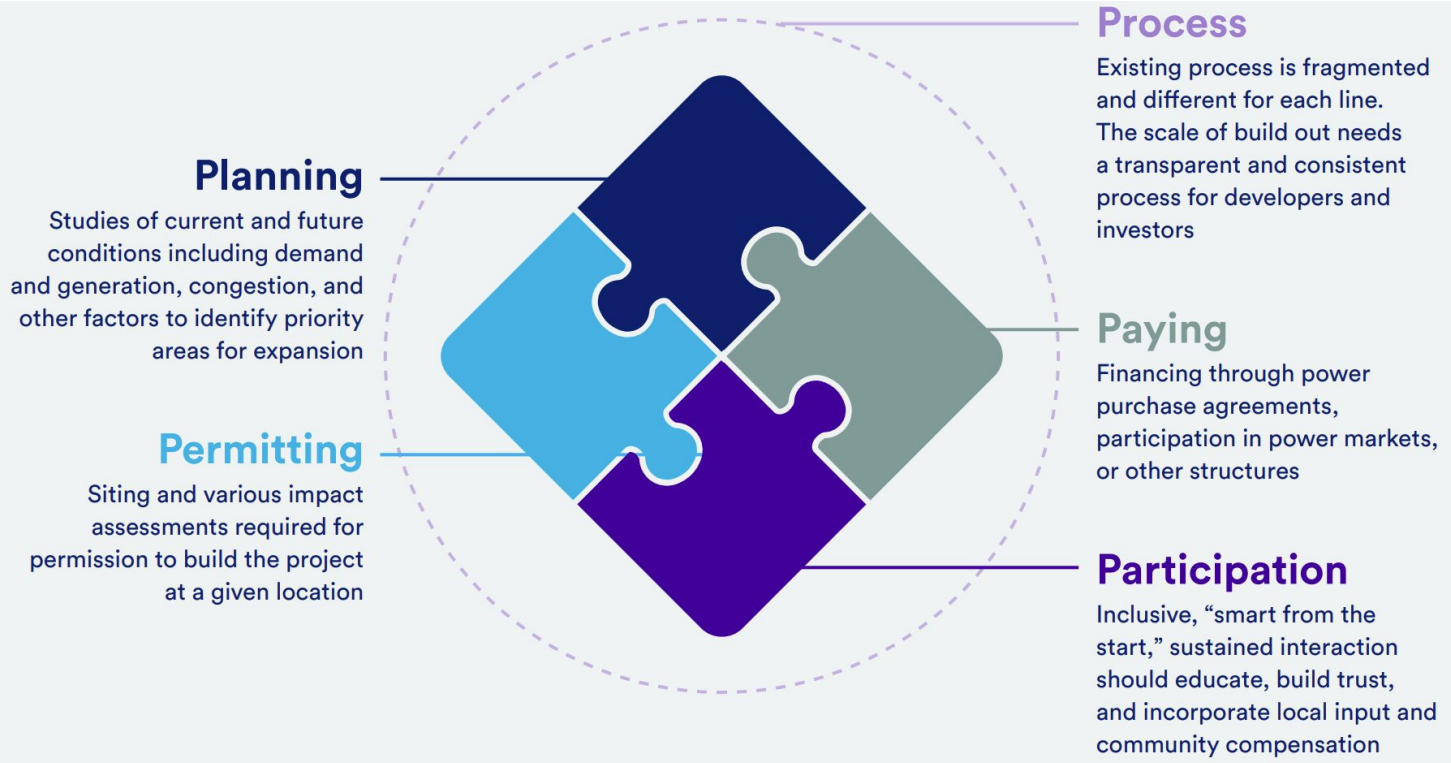 Planning
Studies of current and future
conditions including demand
and generation, congestion, and
other factors to identify priority
areas for expansion
Permitting
Siting and various impact
assessments required for
permission to build the project
at a given location
Process
Existing process is fragmented
and different for each line.
The scale of build out needs
a transparent and consistent
process for developers and
investors
Paying
Financing through power
purchase agreements,
participation in power markets,
or other structures
Participation
Inclusive, “smart from the
start,” sustained interaction
should educate, build trust,
and incorporate local input and
community compensation